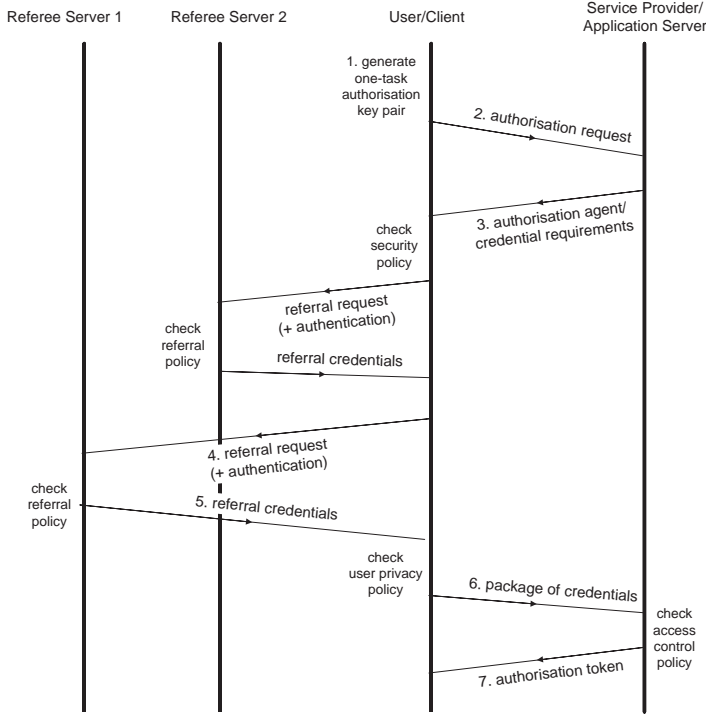 Referee Server 1
Referee Server 2
User/Client
Service Provider/
Application Server
1. generate
one-task
authorisation
key pair
2. authorisation request
3. authorisation agent/
credential requirements
check
security
policy
referral request
(+ authentication)
check
referral
policy
referral credentials
4. referral request
(+ authentication)
check
referral
policy
5. referral credentials
check
user privacy
policy
6. package of credentials
check
access
control
policy
7. authorisation token